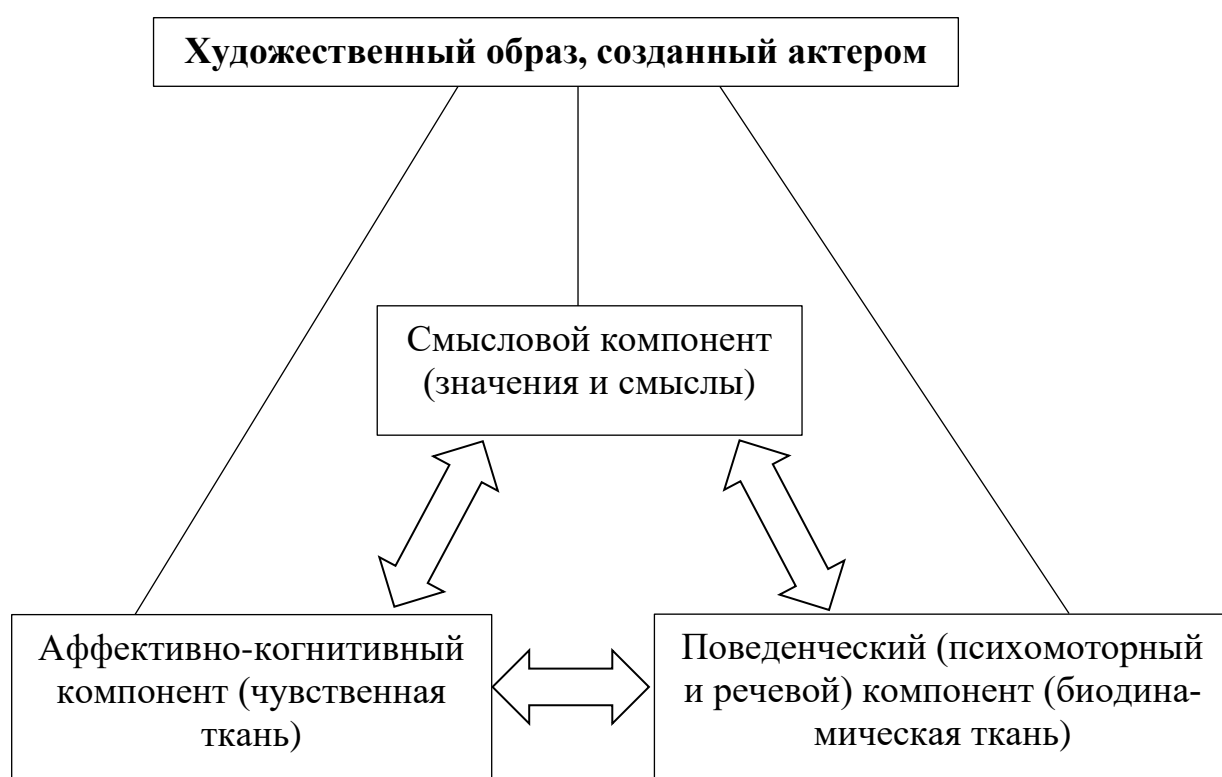 Художественный образ, созданный актером
Смысловой компонент
(значения и смыслы)
Аффективно-когнитивный
компонент (чувственная
ткань)
Поведенческий (психомоторный
и речевой) компонент (биодина-
мическая ткань)